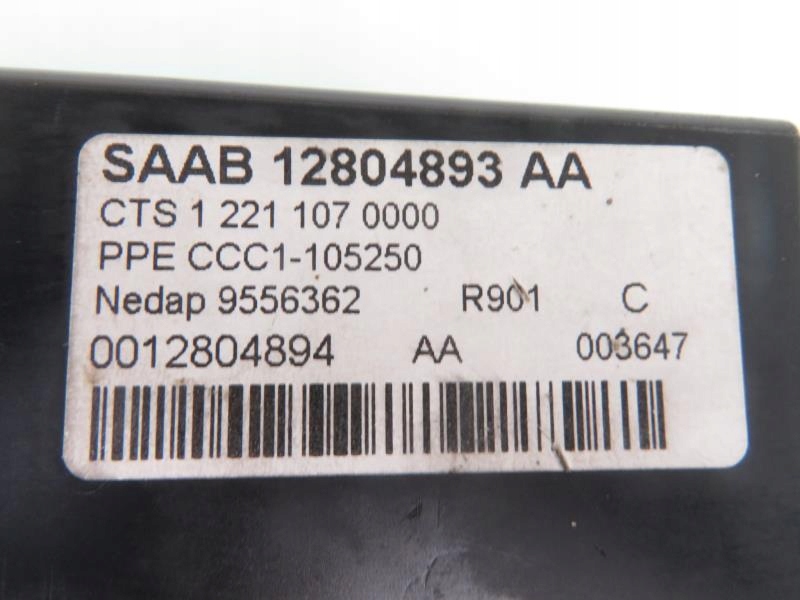 SAAB 12804893 AA
CTS 1 221 107 0000
PPE CCC1-105250
Nedap 9556362 R901 C
0012804894 AA 003647